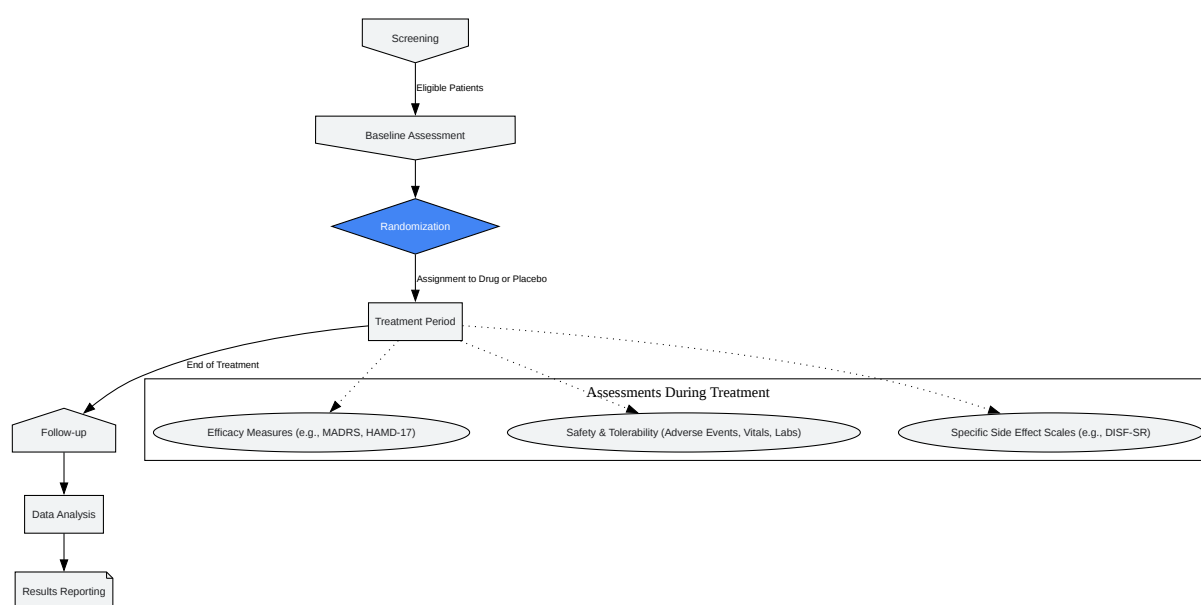 Screening
Eligible Patients
Baseline Assessment
Randomization
Assignment to Drug or Placebo
Treatment Period
End of Treatment
Assessments During Treatment
Follow-up
Efficacy Measures (e.g., MADRS, HAMD-17)
Safety & Tolerability (Adverse Events, Vitals, Labs)
Specific Side Effect Scales (e.g., DISF-SR)
Data Analysis
Results Reporting